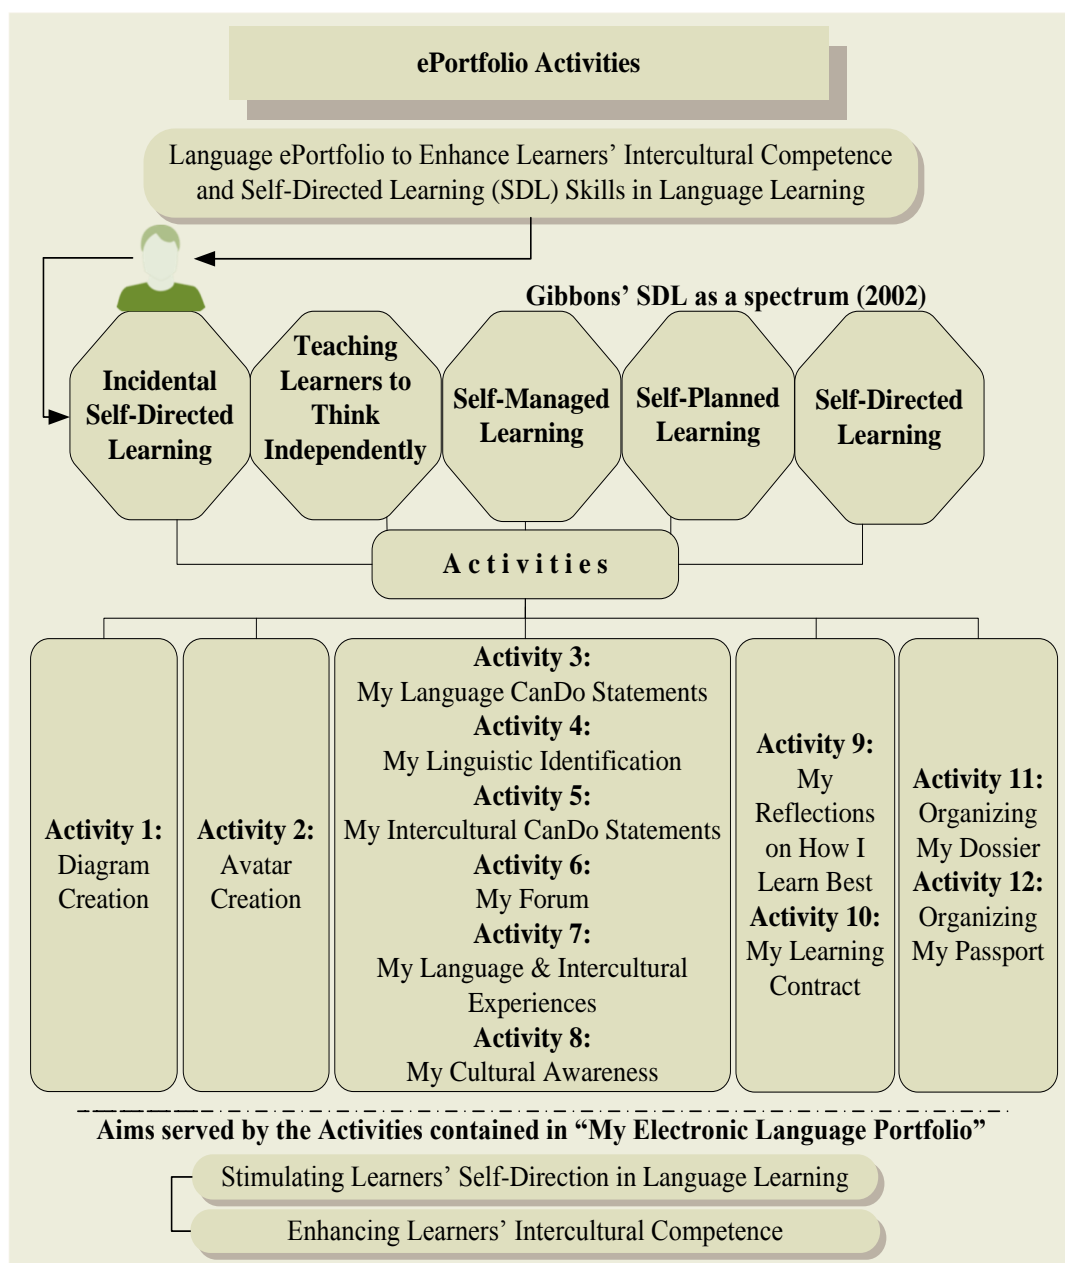 ePortfolio Activities
Language ePortfolio to Enhance Learners’ Intercultural Competence
and Self-Directed Learning (SDL) Skills in Language Learning
Gibbons’ SDL as a spectrum (2002)
Incidental
Self-Directed
Learning
Teaching
Learners to
Think
Independently
Self-Managed
Learning
Self-Planned
Learning
Self-Directed
Learning
Activities
Activity 1:
Diagram
Creation
Activity 2:
Avatar
Creation
Activity 3:
My Language CanDo Statements
Activity 4:
My Linguistic Identification
Activity 5:
My Intercultural CanDo Statements
Activity 6:
My Forum
Activity 7:
My Language & Intercultural
Experiences
Activity 8:
My Cultural Awareness
Activity 9:
My
Reflections
on How I
Learn Best
Activity 10:
My Learning
Contract
Activity 11:
Organizing
My Dossier
Activity 12:
Organizing
My Passport
Aims served by the Activities contained in “My Electronic Language Portfolio”
Stimulating Learners’ Self-Direction in Language Learning
Enhancing Learners’ Intercultural Competence